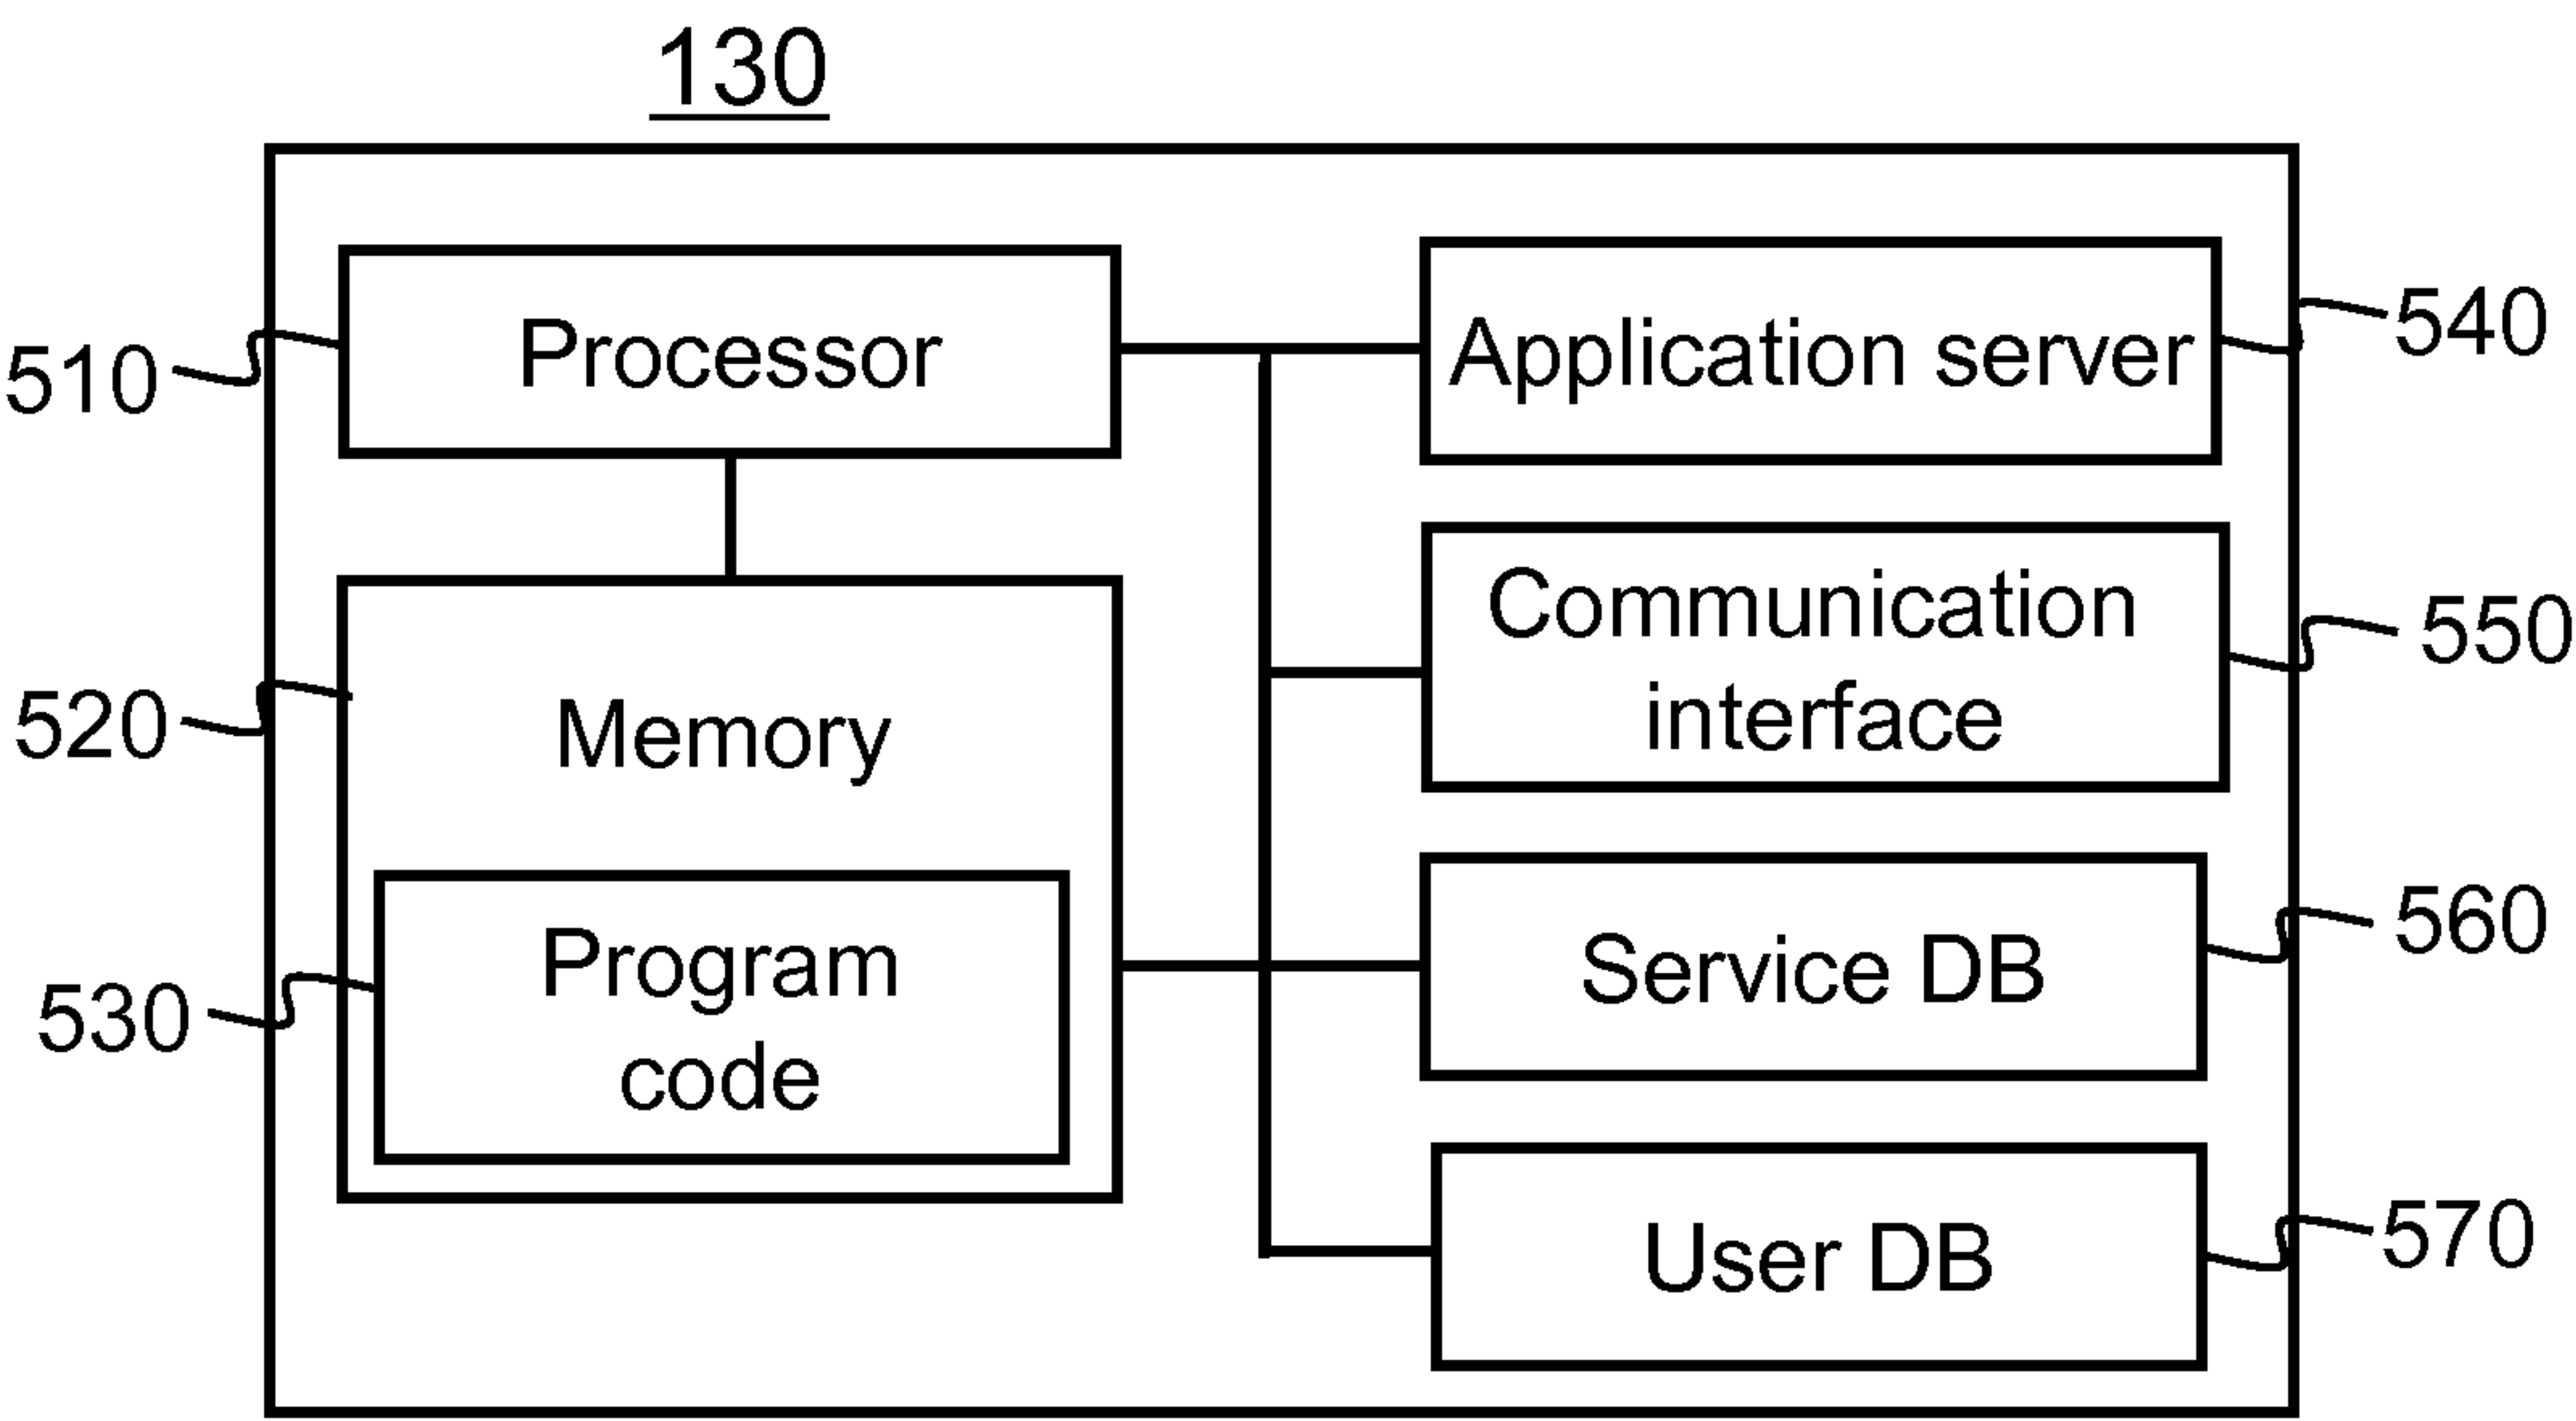 130
510
Processor
Application server
540
520
Memory
Communication
interface
550
530
Program
code
Service DB
560
User DB
570